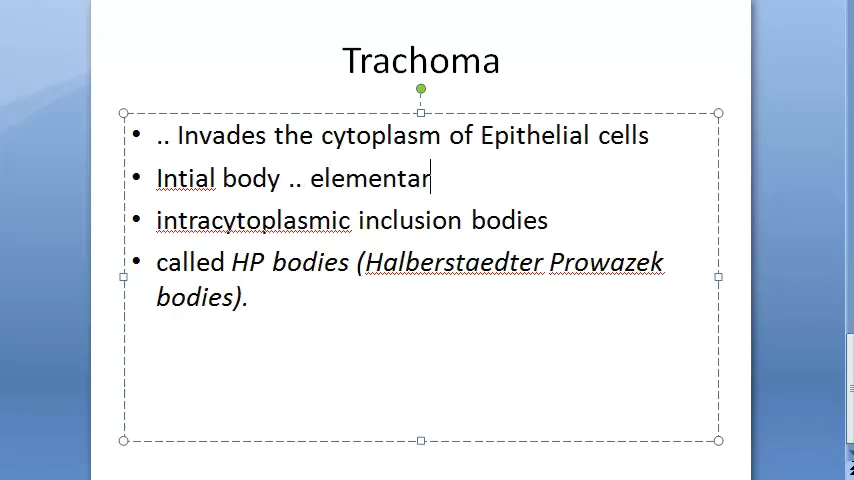 Trachoma
• .. Invades the cytoplasm of Epithelial cells
• Intial body .. elementar
• intracytoplasmic inclusion bodies
• called HP bodies (Halberstaedter Prowazek
bodies).